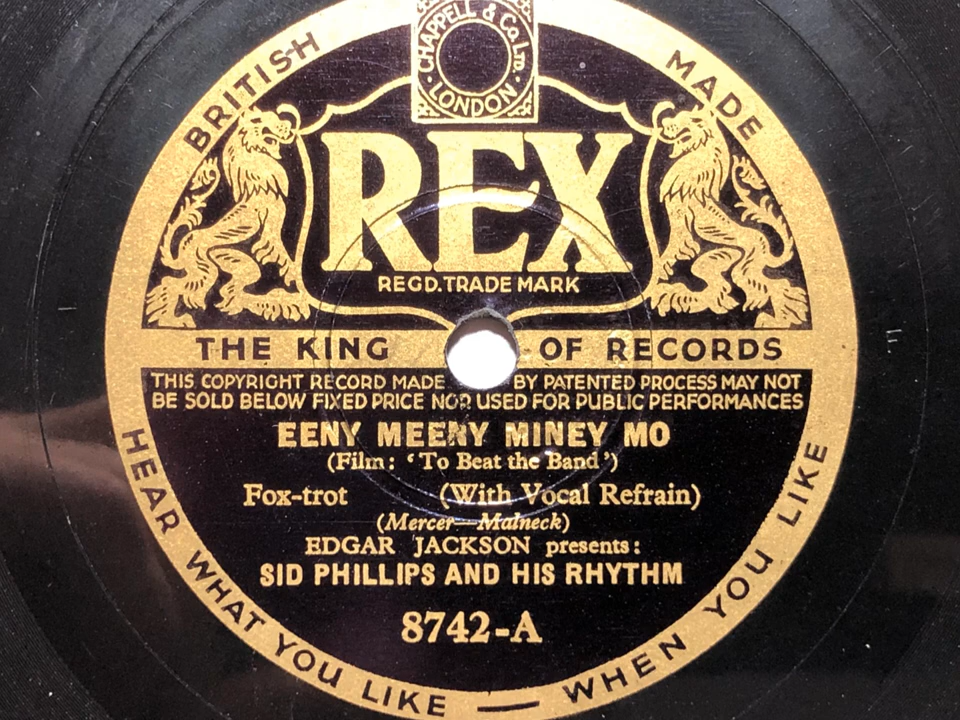 CHAPPELL & Co. LTD.
LONDON
BRITISH MADE
REX
REGD. TRADE MARK
THE KING OF RECORDS
THIS COPYRIGHT RECORD MADE BY PATENTED PROCESS MAY NOT
BE SOLD BELOW FIXED PRICE NOR USED FOR PUBLIC PERFORMANCES
EENY MEENY MINEY MO
(Film: ‘To Beat the Band’)
Fox-trot (With Vocal Refrain)
(Mercer—Malneck)
EDGAR JACKSON presents:
SID PHILLIPS AND HIS RHYTHM
8742-A
HEAR WHAT YOU LIKE — WHEN YOU LIKE